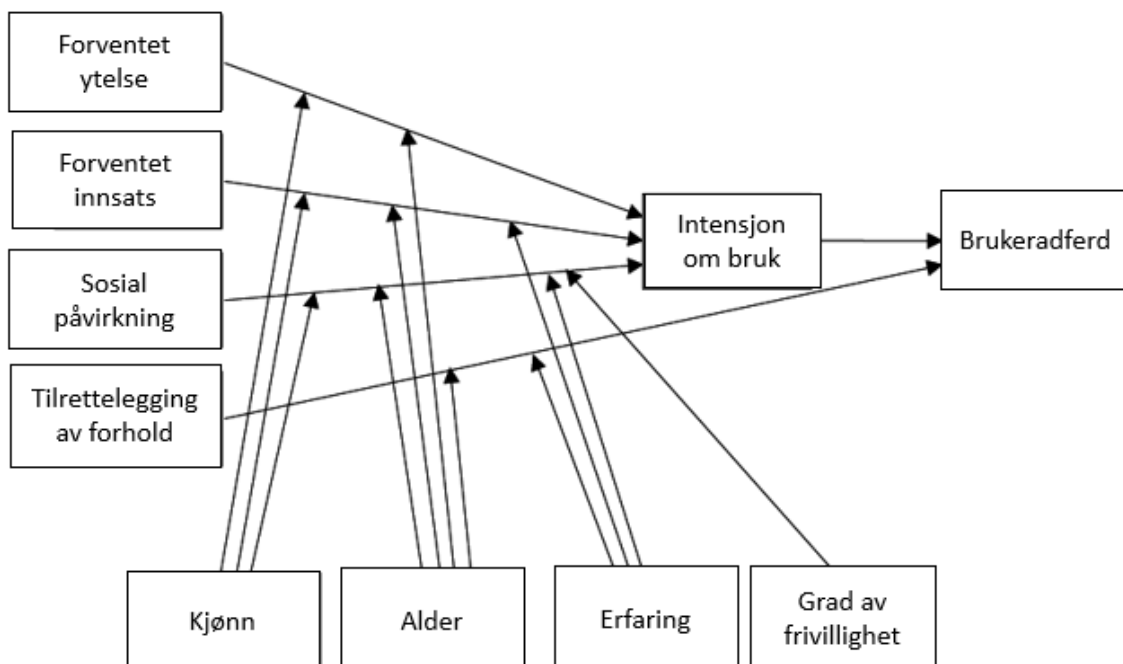 Forventet
ytelse
Forventet
innsats
Sosial
påvirkning
Tilrettelegging
av forhold
Intensjon
om bruk
Brukeradferd
Kjønn
Alder
Erfaring
Grad av
frivillighet